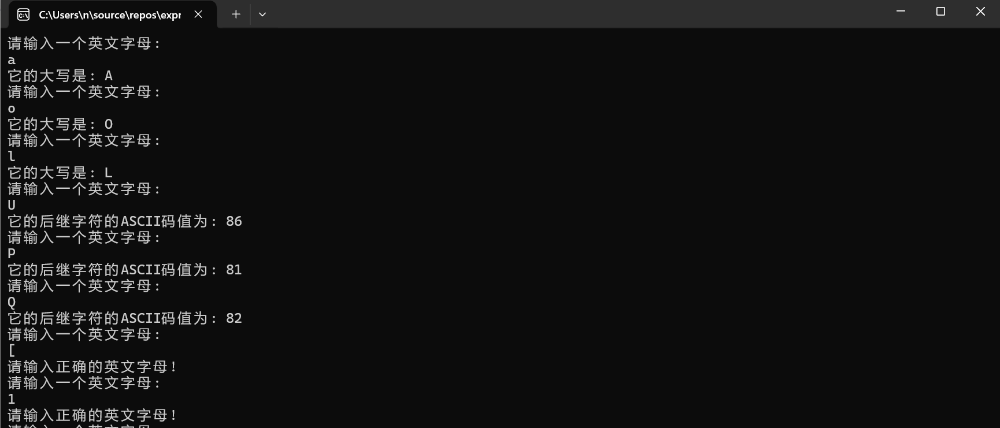 C:\Users\n\source\repos\expr
请输入一个英文字母:
a
它的大写是: A
请输入一个英文字母:
o
它的大写是: O
请输入一个英文字母:
l
它的大写是: L
请输入一个英文字母:
U
它的后继字符的ASCII码值为: 86
请输入一个英文字母:
P
它的后继字符的ASCII码值为: 81
请输入一个英文字母:
Q
它的后继字符的ASCII码值为: 82
请输入一个英文字母:
[
请输入正确的英文字母!
请输入一个英文字母:
1
请输入正确的英文字母!